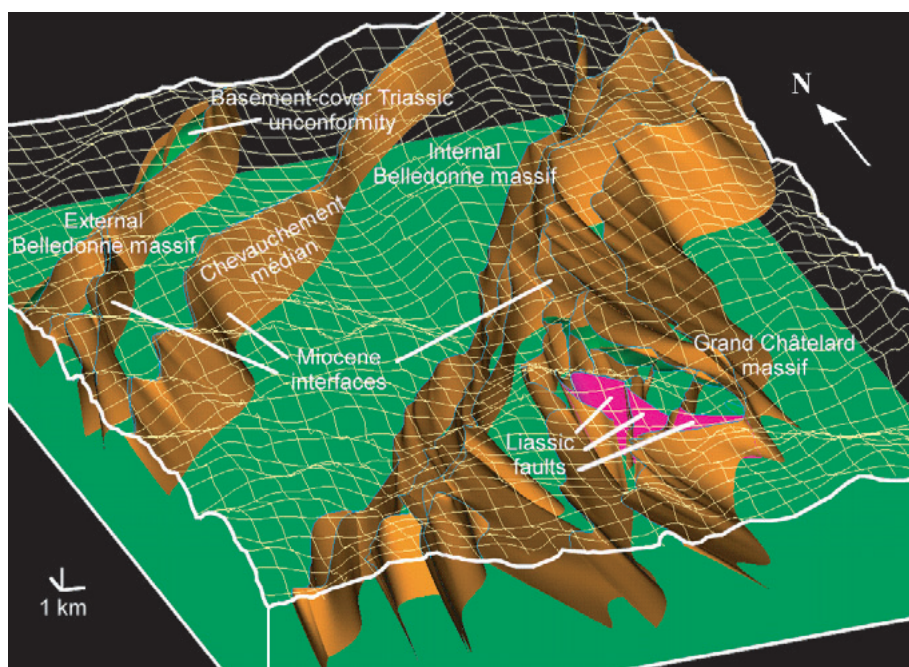 N
Basement-cover Triassic
unconformity
Internal
Belledonne massif
External
Belledonne massif
Chevauchement
médian
Miocene
interfaces
Grand Châtelard
massif
Liassic
faults
1 km